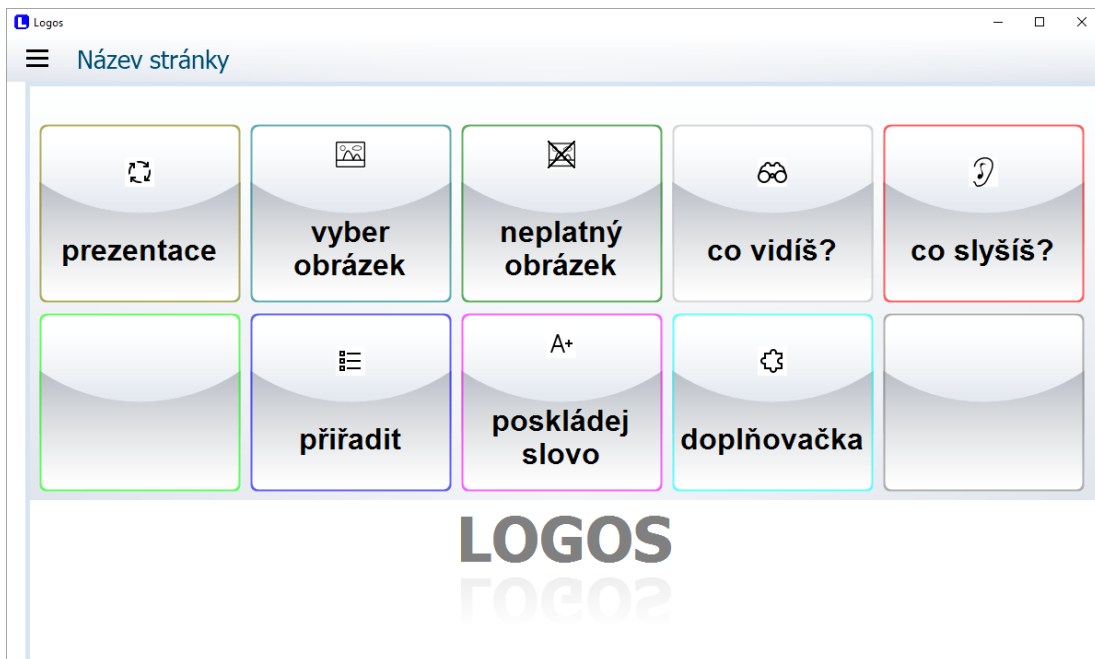 Logos
Název stránky
prezentace
vyber
obrázek
neplatný
obrázek
co vidíš?
co slyšíš?
přiřadit
A+
poskládej
slovo
doplňovačka
LOGOS